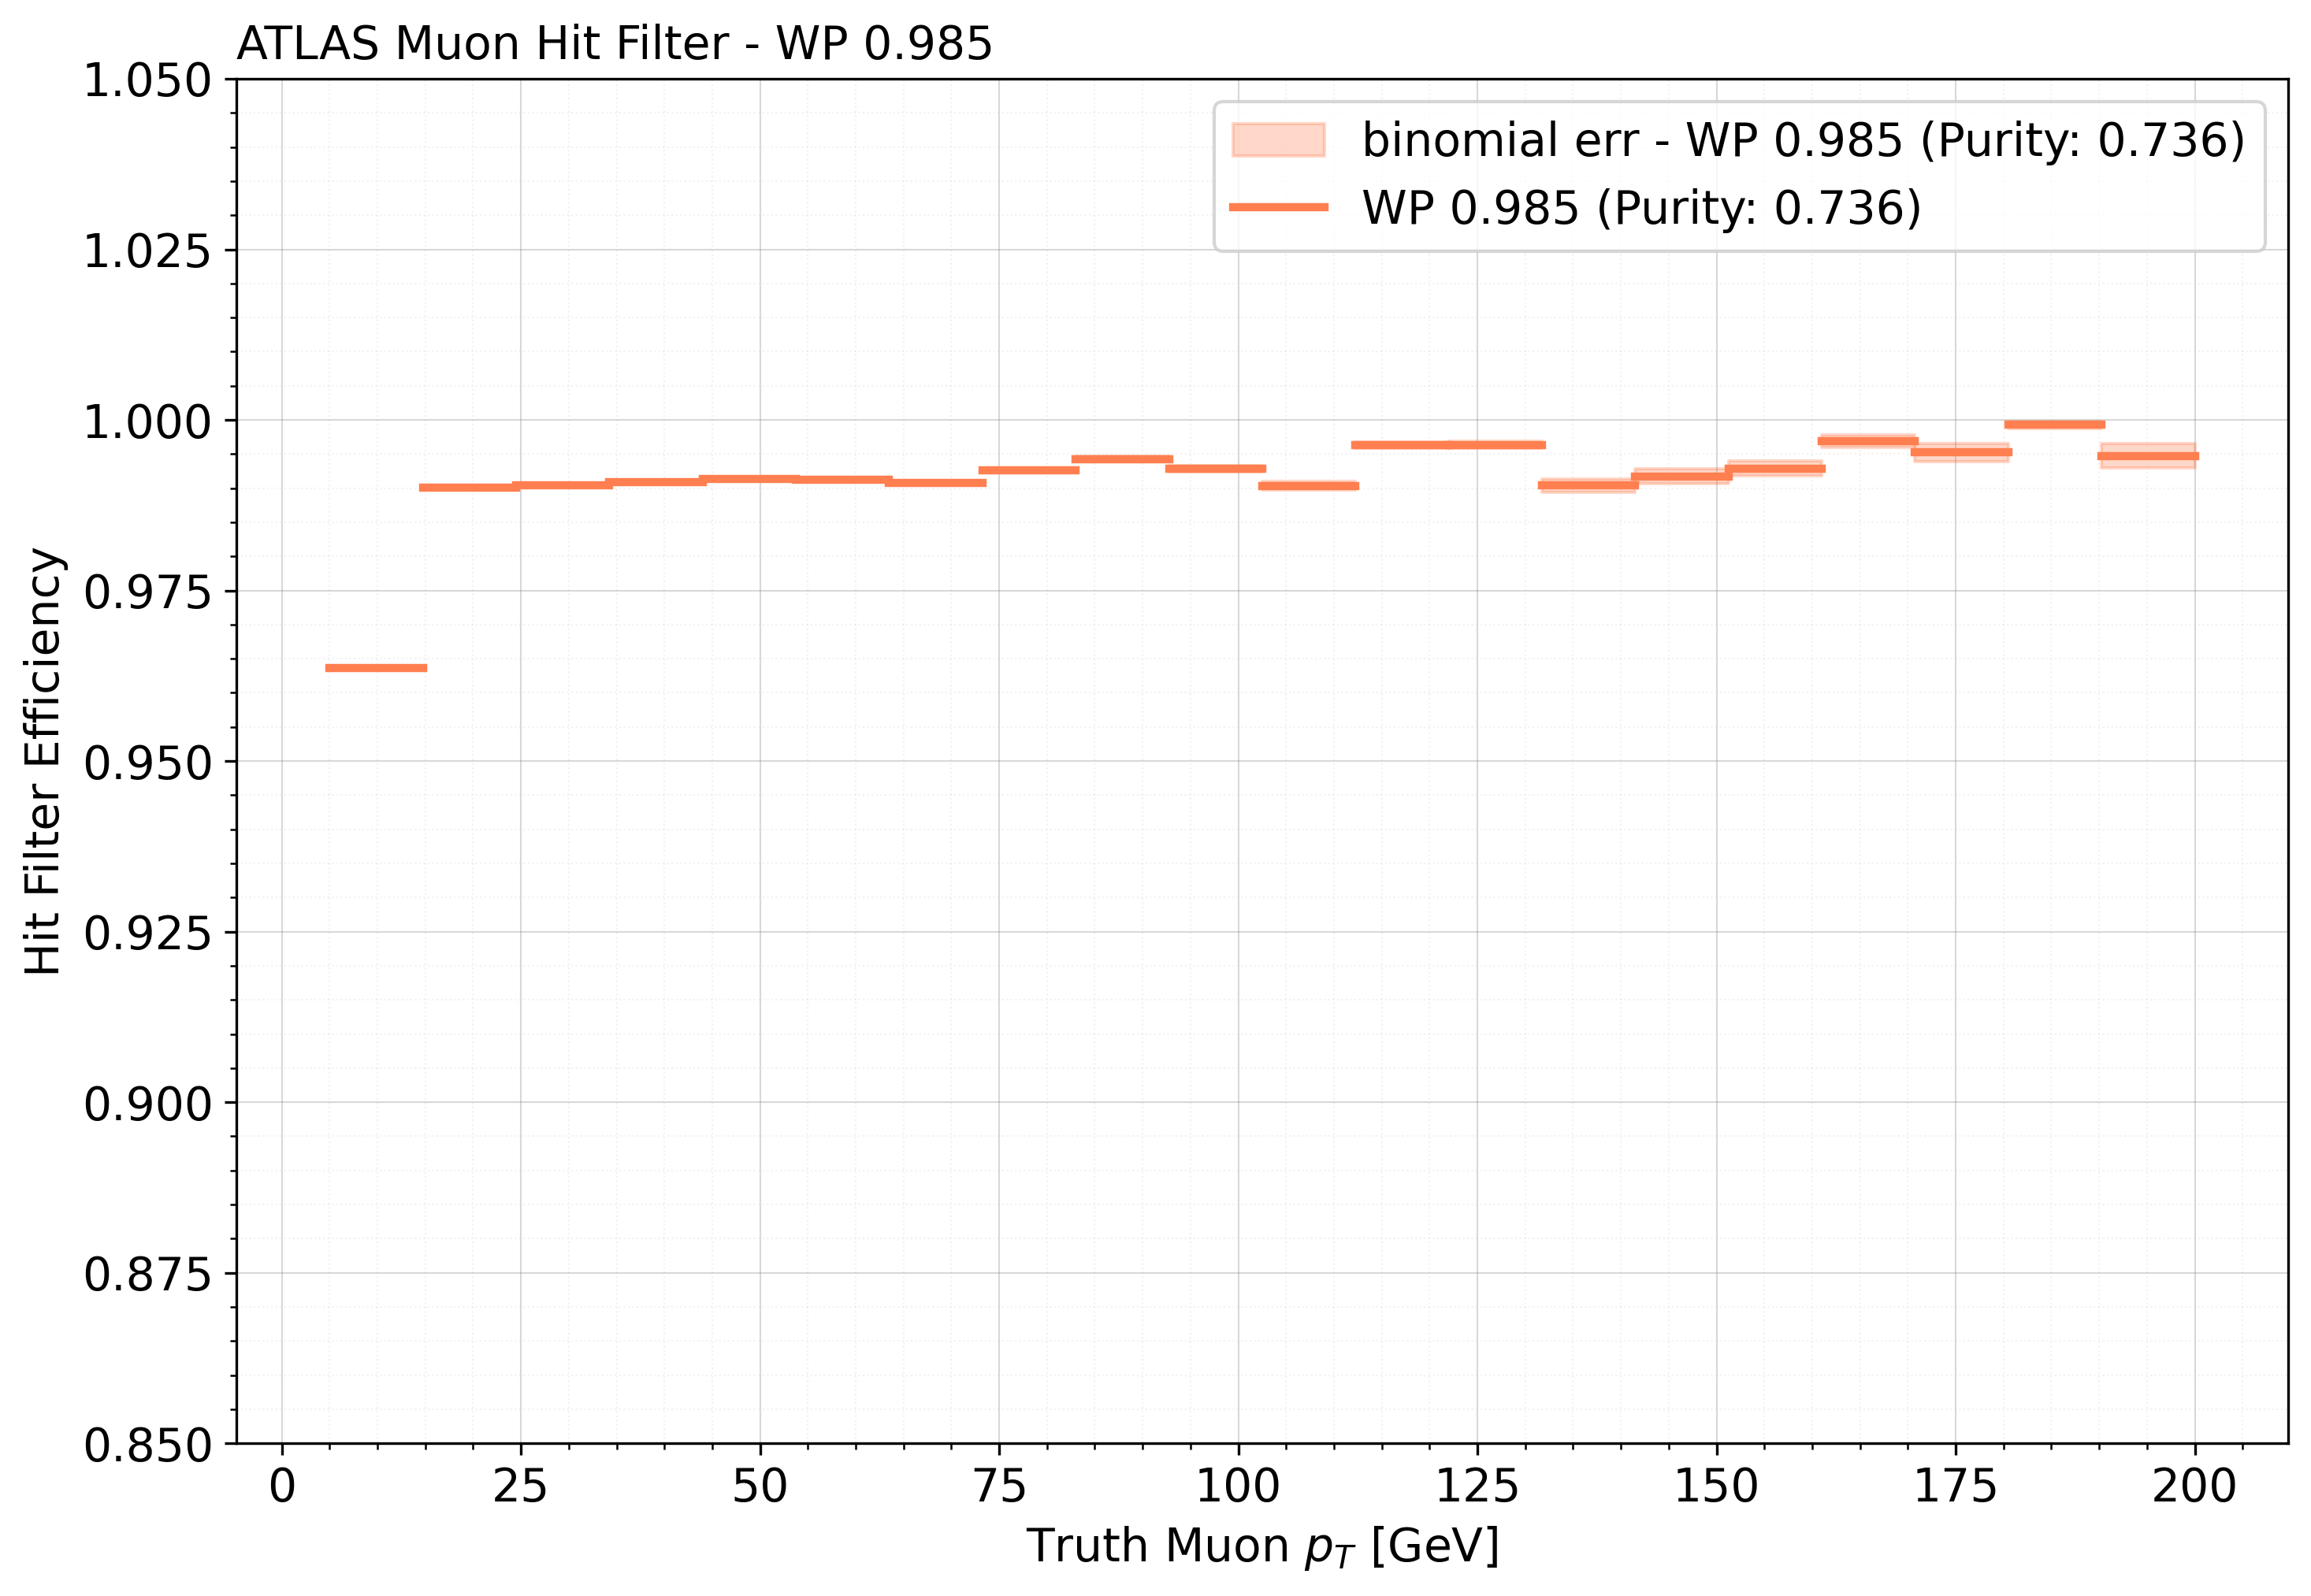 ATLAS Muon Hit Filter - WP 0.985
1.050
1.025
1.000
0.975
0.950
0.925
0.900
0.875
0.850
Hit Filter Efficiency
binomial err - WP 0.985 (Purity: 0.736)
WP 0.985 (Purity: 0.736)
0 25 50 75 100 125 150 175 200
Truth Muon p_T [GeV]